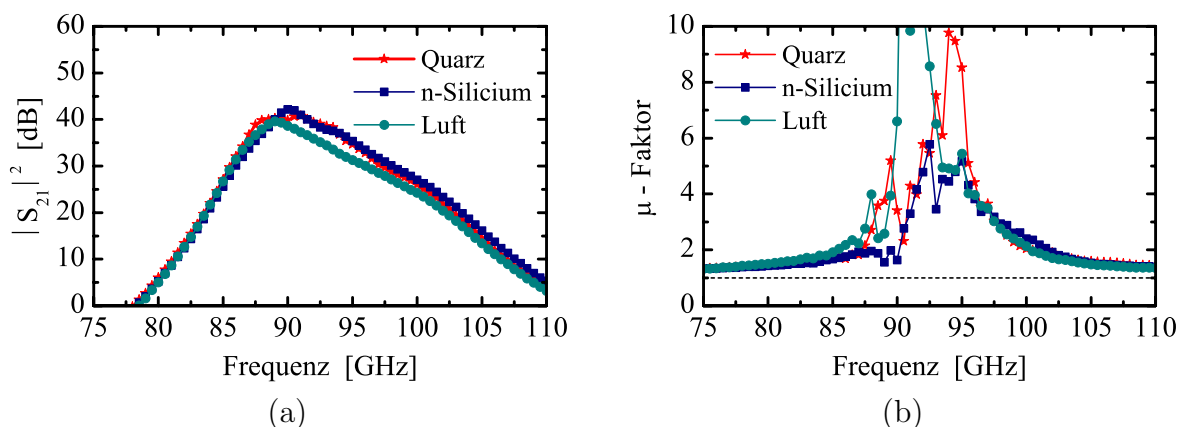 60
50
40
30
20
10
0
|S21|² [dB]
Quarz
n-Silicium
Luft
75 80 85 90 95 100 105 110
Frequenz [GHz]
(a)
10
8
6
4
2
0
μ - Faktor
Quarz
n-Silicium
Luft
75 80 85 90 95 100 105 110
Frequenz [GHz]
(b)